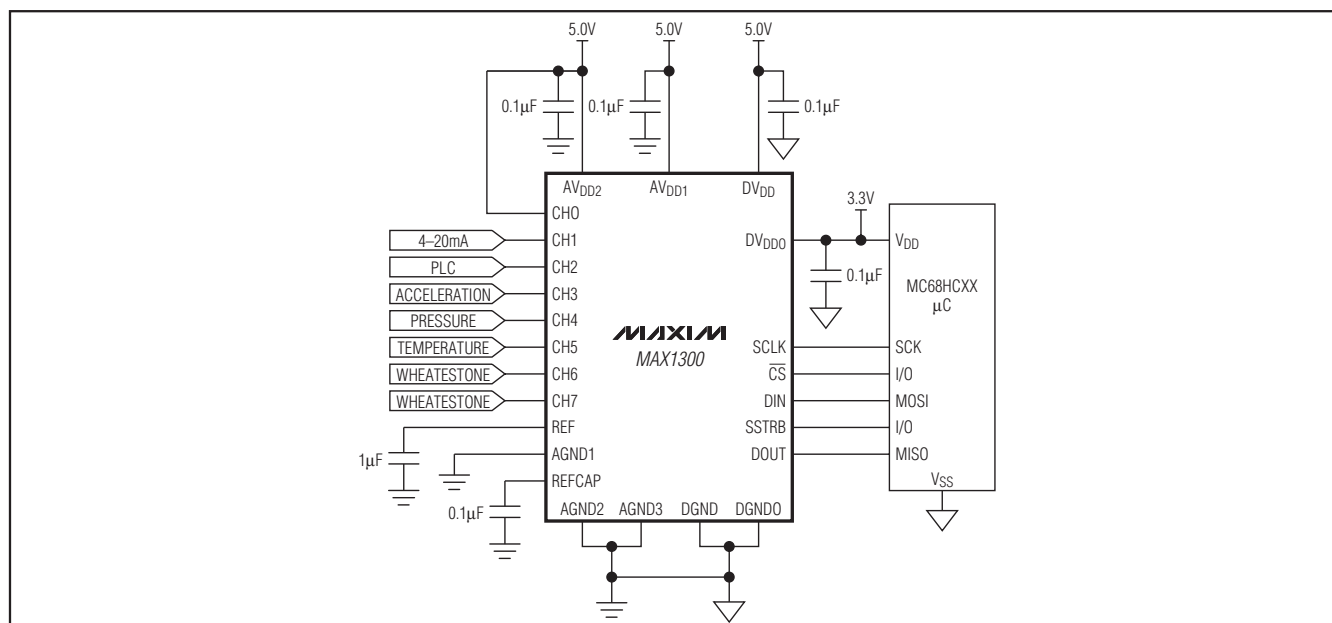 5.0V 5.0V 5.0V
0.1µF 0.1µF 0.1µF
AVDD2 AVDD1 DVDD
3.3V
CH0
4–20mA CH1 DVDDO VDD
PLC CH2
0.1µF
ACCELERATION CH3
MC68HCXX
µC
PRESSURE CH4
MAXIM
TEMPERATURE CH5 SCLK SCK
MAX1300
WHEATESTONE CH6 CS I/O
WHEATESTONE CH7 DIN MOSI
REF SSTRB I/O
1µF
AGND1 DOUT MISO
REFCAP VSS
0.1µF
AGND2 AGND3 DGND DGNDO